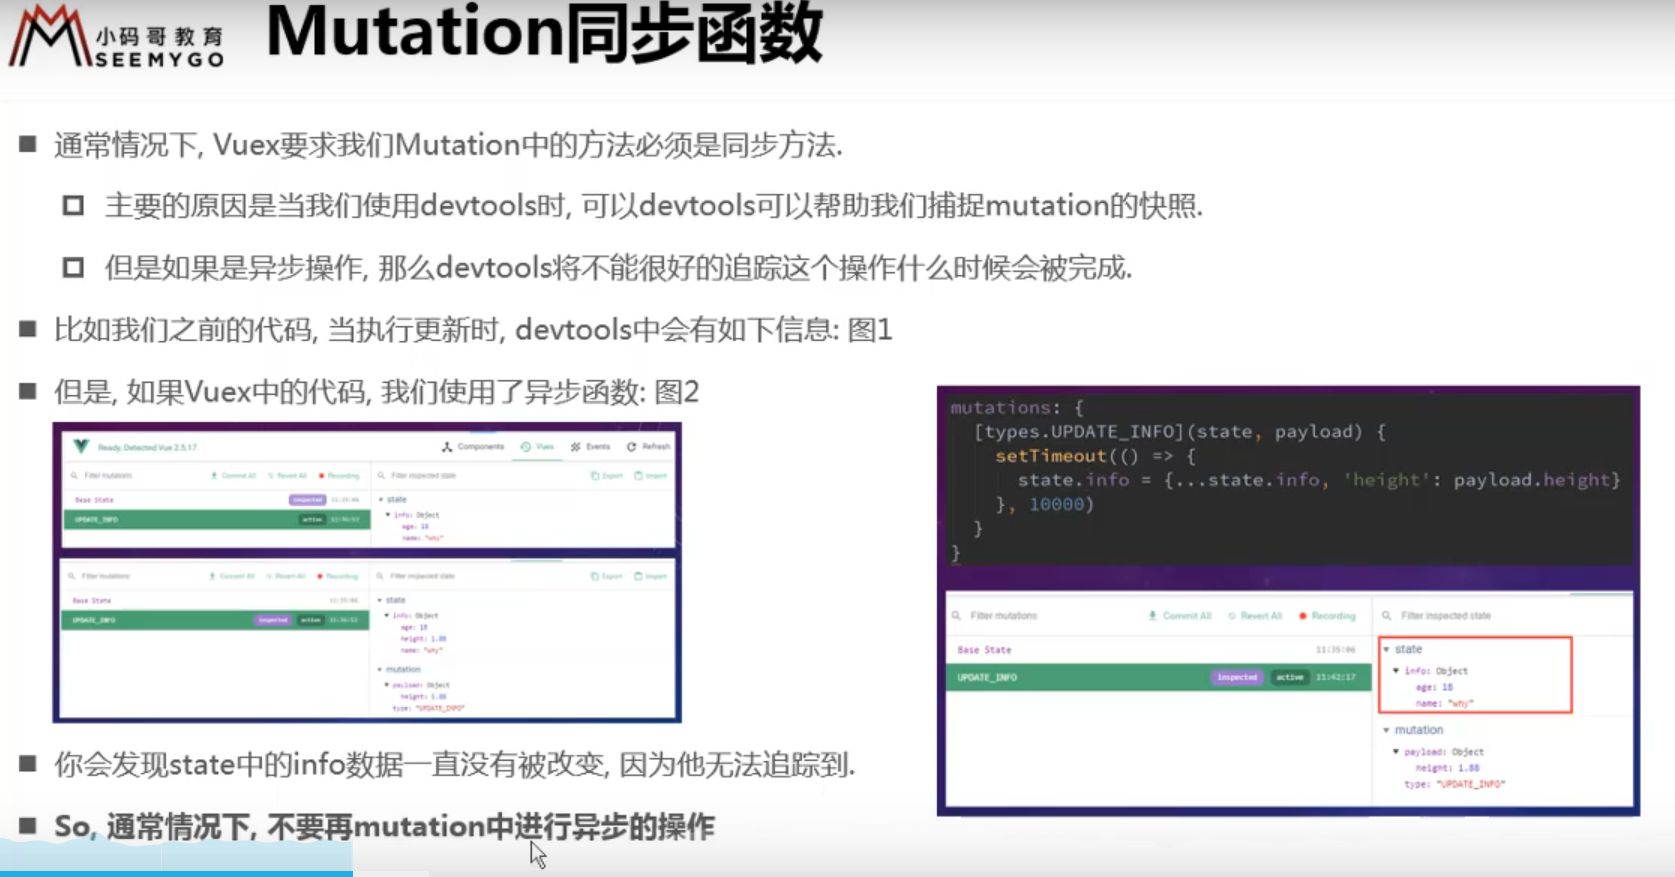 小码哥教育
SEEMYGO
Mutation同步函数
通常情况下, Vuex要求我们Mutation中的方法必须是同步方法.
主要的原因是当我们使用devtools时, 可以devtools可以帮助我们捕捉mutation的快照.
但是如果是异步操作, 那么devtools将不能很好的追踪这个操作什么时候会被完成.
比如我们之前的代码, 当执行更新时, devtools中会有如下信息: 图1
但是, 如果Vuex中的代码, 我们使用了异步函数: 图2
Ready. Detected Vue 2.5.17.
Components Vuex Events Refresh
Filter mutations Commit All Revert All Recording Filter inspected state Export Import
Base State inspected 11:35:06 state
UPDATE_INFO active info: Object
age: 18
name: "why"
Filter mutations Commit All Revert All Recording Filter inspected state Export Import
Base State 11:35:06 state
UPDATE_INFO inspected active info: Object
age: 18
height: 1.88
name: "why"
mutation
payload: Object
height: 1.88
type: "UPDATE_INFO"
mutations: {
[types.UPDATE_INFO](state, payload) {
setTimeout(() => {
state.info = {...state.info, 'height': payload.height}
}, 10000)
}
}
Filter mutations Commit All Revert All Recording Filter inspected state
Base State 11:35:06 state
UPDATE_INFO inspected active 11:42:17 info: Object
age: 18
name: "why"
mutation
payload: Object
height: 1.88
type: "UPDATE_INFO"
你会发现state中的info数据一直没有被改变, 因为他无法追踪到.
So, 通常情况下, 不要再mutation中进行异步的操作